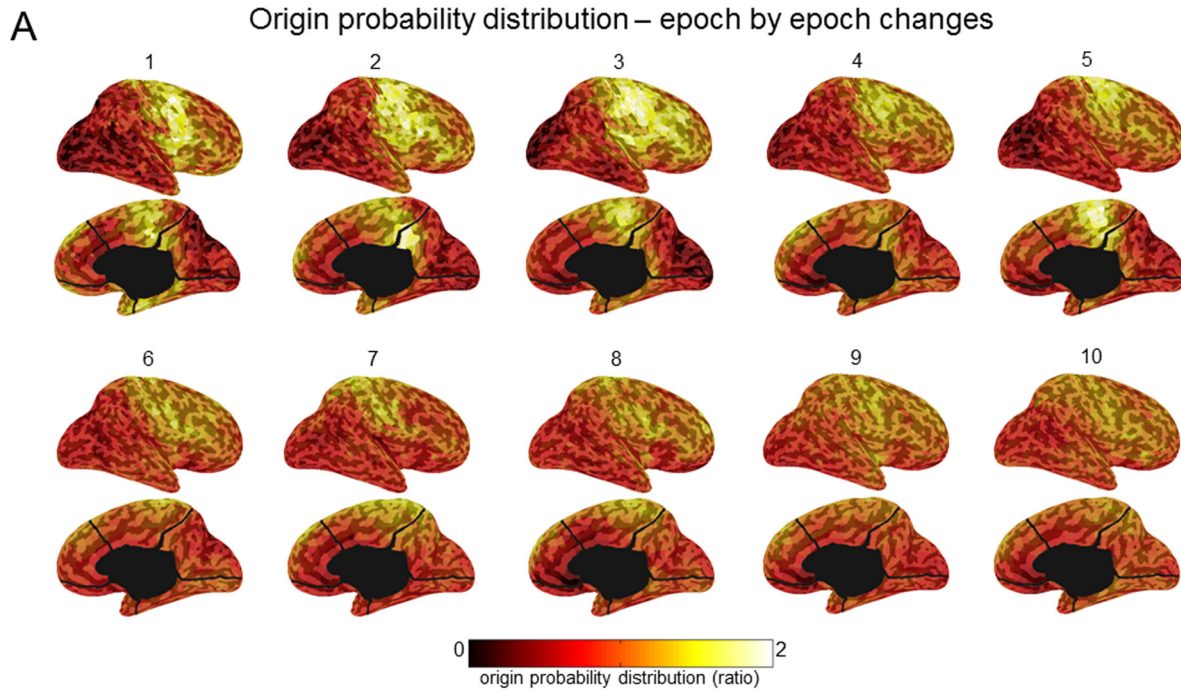 A
Origin probability distribution – epoch by epoch changes
1 2 3 4 5
6 7 8 9 10
0 2
origin probability distribution (ratio)